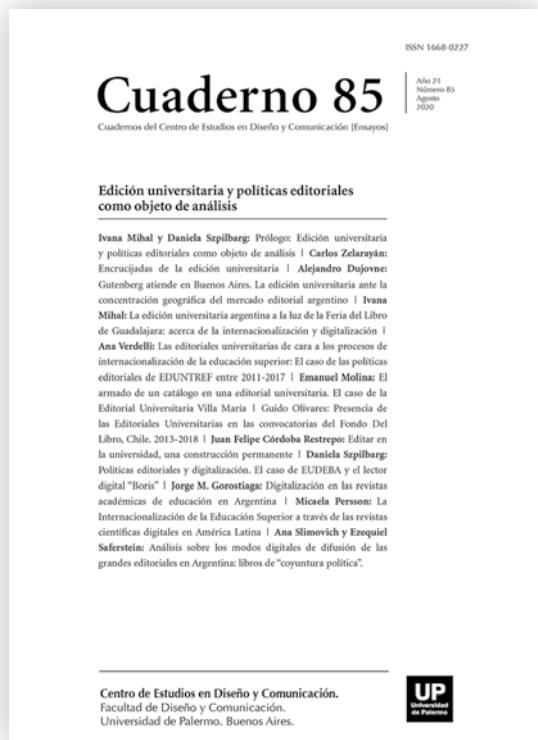 ISSN 1668-0227
Cuaderno 85
Año 21
Número 85
Agosto
2020
Cuadernos del Centro de Estudios en Diseño y Comunicación [Ensayos]
Edición universitaria y políticas editoriales
como objeto de análisis
Ivana Mihal y Daniela Szpilbarg: Prólogo: Edición universitaria
y políticas editoriales como objeto de análisis | Carlos Zelarayán:
Encrucijadas de la edición universitaria | Alejandro Dujovne:
Gutenberg atiende en Buenos Aires. La edición universitaria ante la
concentración geográfica del mercado editorial argentino | Ivana
Mihal: La edición universitaria argentina a la luz de la Feria del Libro
de Guadalajara: acerca de la internacionalización y digitalización |
Ana Verdelli: Las editoriales universitarias de cara a los procesos de
internacionalización de la educación superior: El caso de las políticas
editoriales de EDUNTREF entre 2011-2017 | Emanuel Molina: El
armado de un catálogo en una editorial universitaria. El caso de la
Editorial Universitaria Villa María | Guido Olivares: Presencia de
las Editoriales Universitarias en las convocatorias del Fondo Del
Libro, Chile. 2013-2018 | Juan Felipe Córdoba Restrepo: Editar en
la universidad, una construcción permanente | Daniela Szpilbarg:
Políticas editoriales y digitalización. El caso de EUDEBA y el lector
digital “Boris” | Jorge M. Gorostiaga: Digitalización en las revistas
académicas de educación en Argentina | Micaela Persson: La
Internacionalización de la Educación Superior a través de las revistas
científicas digitales en América Latina | Ana Slimovich y Ezequiel
Saferstein: Análisis sobre los modos digitales de difusión de las
grandes editoriales en Argentina: libros de “coyuntura política”.
Centro de Estudios en Diseño y Comunicación.
Facultad de Diseño y Comunicación.
Universidad de Palermo. Buenos Aires.
UP
Universidad
de Palermo